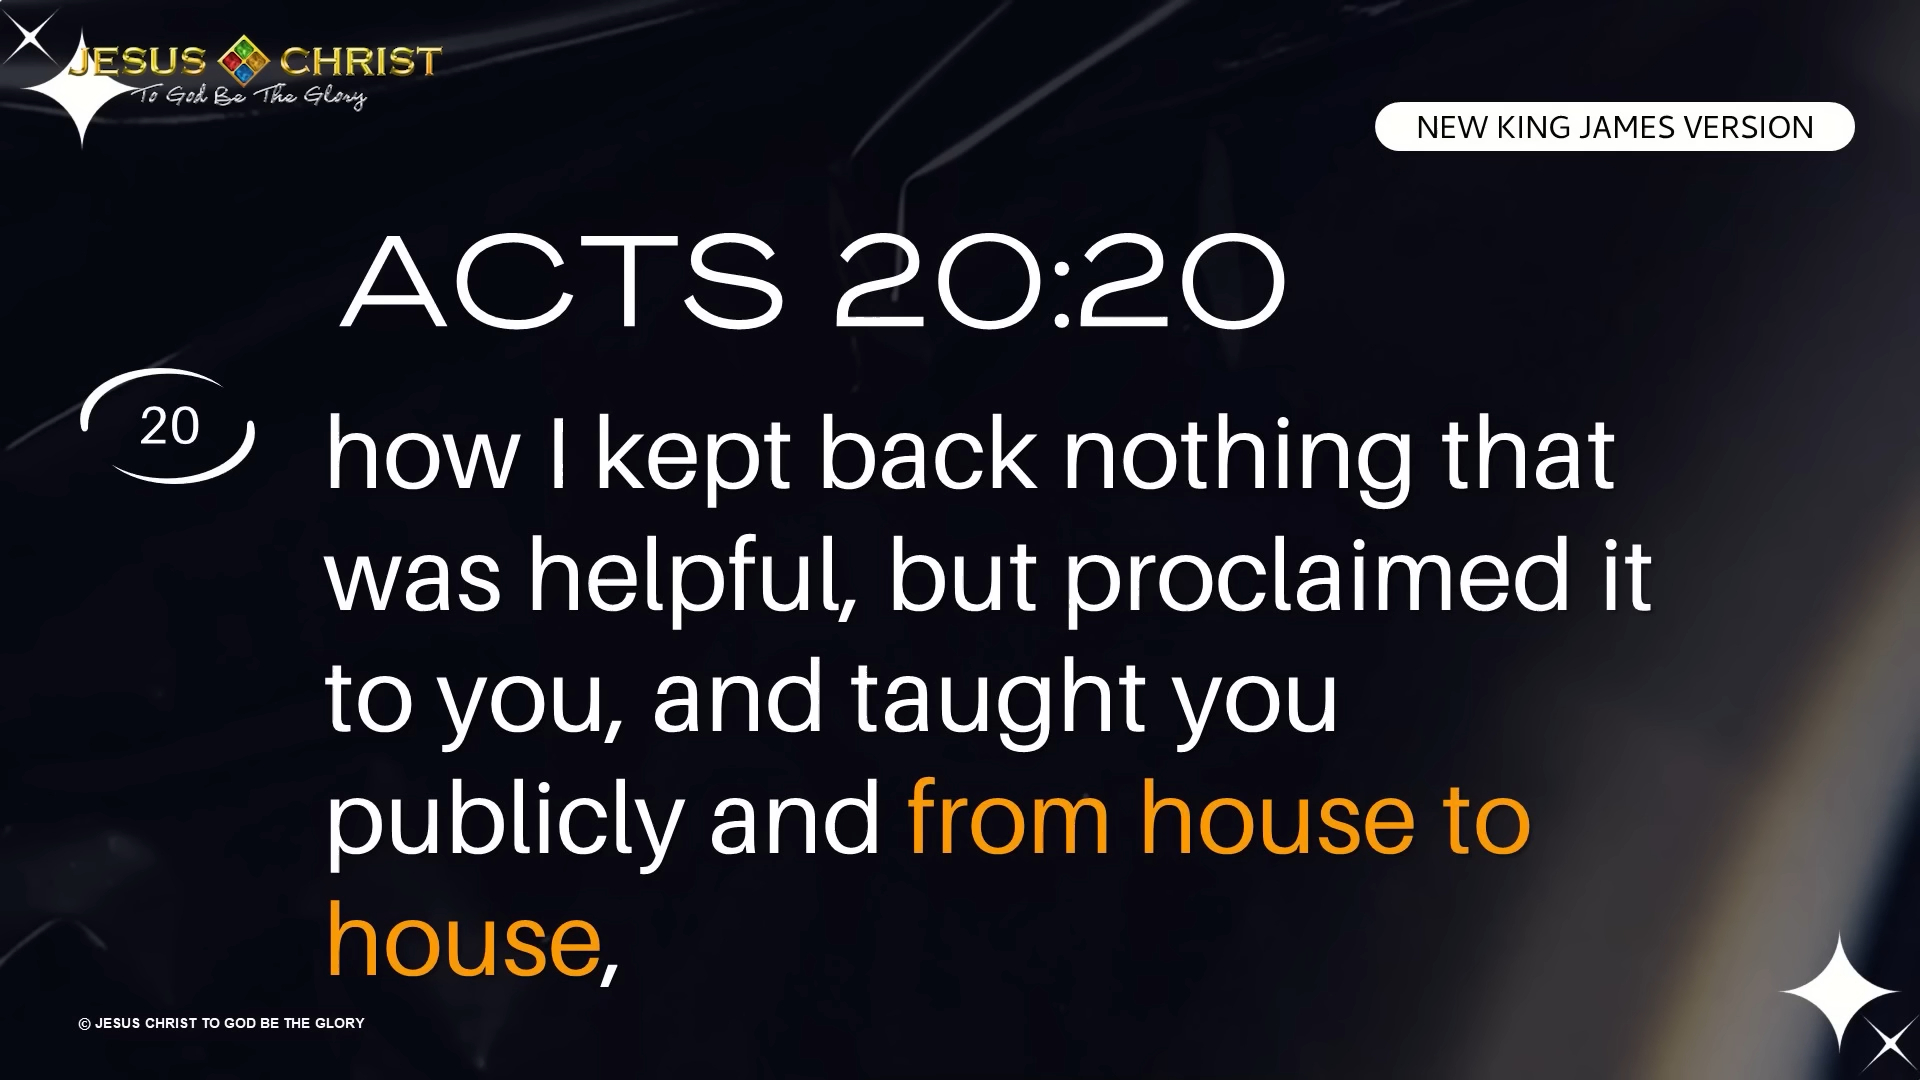 JESUS CHRIST
To God Be The Glory
NEW KING JAMES VERSION
ACTS 20:20
20
how I kept back nothing that
was helpful, but proclaimed it
to you, and taught you
publicly and from house to
house,
© JESUS CHRIST TO GOD BE THE GLORY